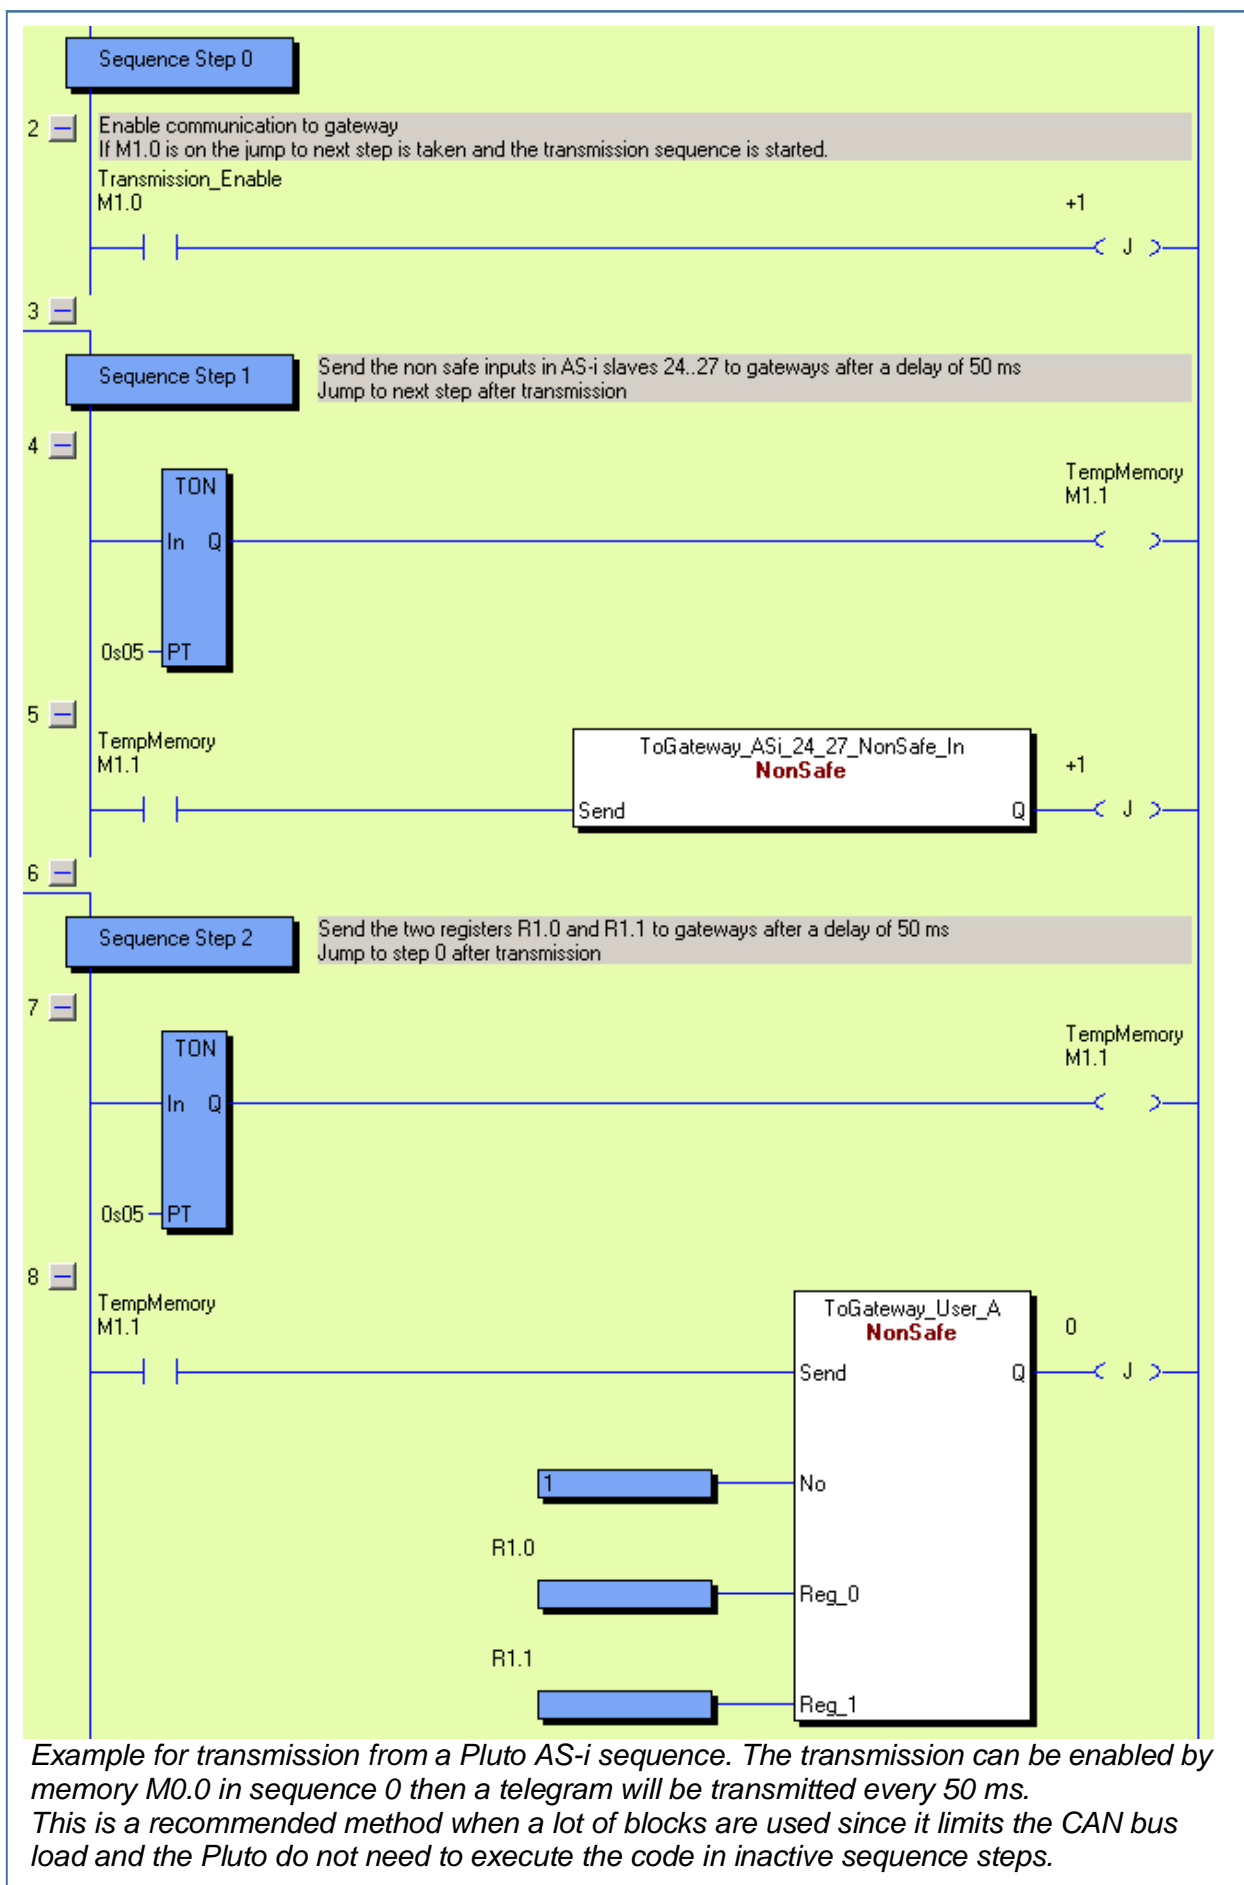 Sequence Step 0
2
Enable communication to gateway
If M1.0 is on the jump to next step is taken and the transmission sequence is started.
Transmission_Enable
M1.0
+1
J
3
Sequence Step 1
Send the non safe inputs in AS-i slaves 24..27 to gateways after a delay of 50 ms
Jump to next step after transmission
4
TON
TempMemory
M1.1
In Q
0s05
PT
5
TempMemory
M1.1
ToGateway_ASi_24_27_NonSafe_In
NonSafe
+1
Send Q
J
6
Sequence Step 2
Send the two registers R1.0 and R1.1 to gateways after a delay of 50 ms
Jump to step 0 after transmission
7
TON
TempMemory
M1.1
In Q
0s05
PT
8
TempMemory
M1.1
ToGateway_User_A
NonSafe
0
Send Q
J
1
No
R1.0
Reg_0
R1.1
Reg_1
Example for transmission from a Pluto AS-i sequence. The transmission can be enabled by
memory M0.0 in sequence 0 then a telegram will be transmitted every 50 ms.
This is a recommended method when a lot of blocks are used since it limits the CAN bus
load and the Pluto do not need to execute the code in inactive sequence steps.